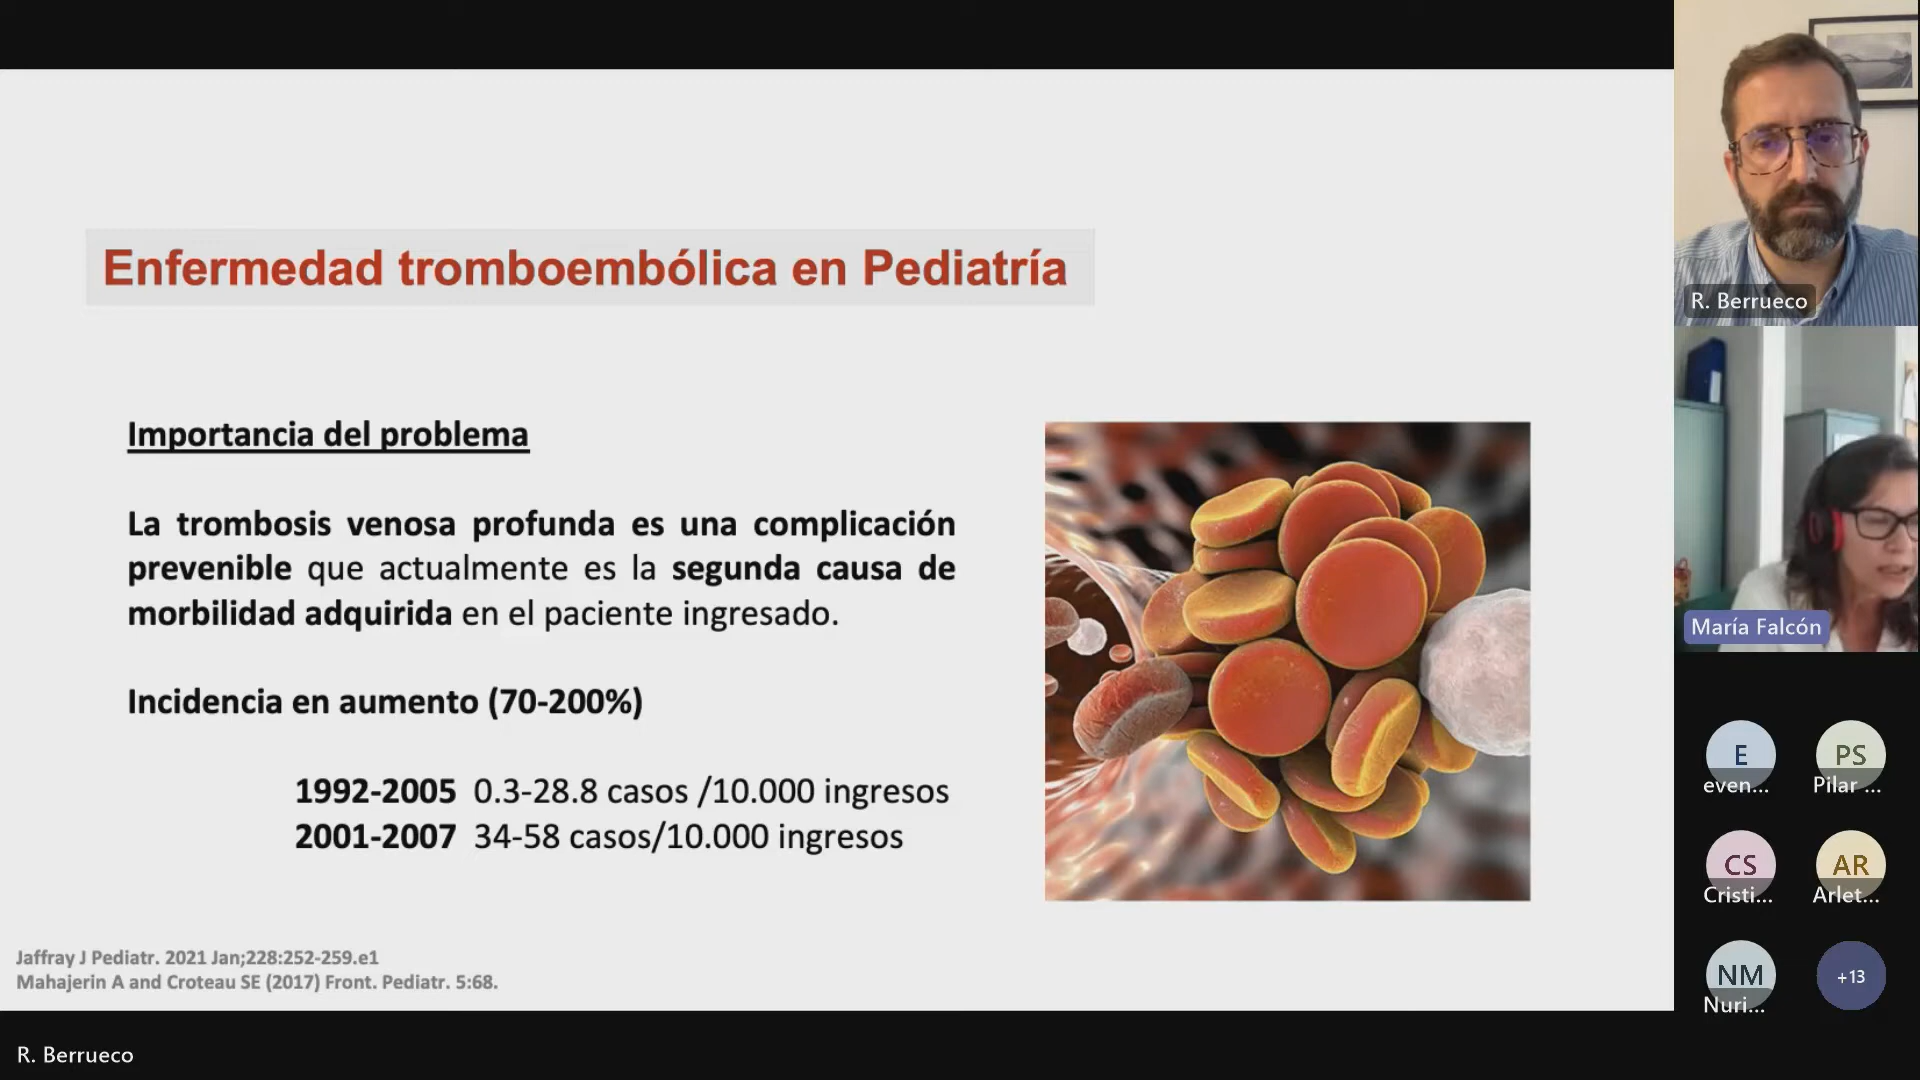 Enfermedad tromboembólica en Pediatría
Importancia del problema
La trombosis venosa profunda es una complicación
prevenible que actualmente es la segunda causa de
morbilidad adquirida en el paciente ingresado.
Incidencia en aumento (70-200%)
1992-2005 0.3-28.8 casos /10.000 ingresos
2001-2007 34-58 casos/10.000 ingresos
Jaffray J Pediatr. 2021 Jan;228:252-259.e1
Mahajerin A and Croteau SE (2017) Front. Pediatr. 5:68.
R. Berrueco
R. Berrueco
María Falcón
E
even...
PS
Pilar ...
CS
Cristi...
AR
Arlet...
NM
Nuri...
+13